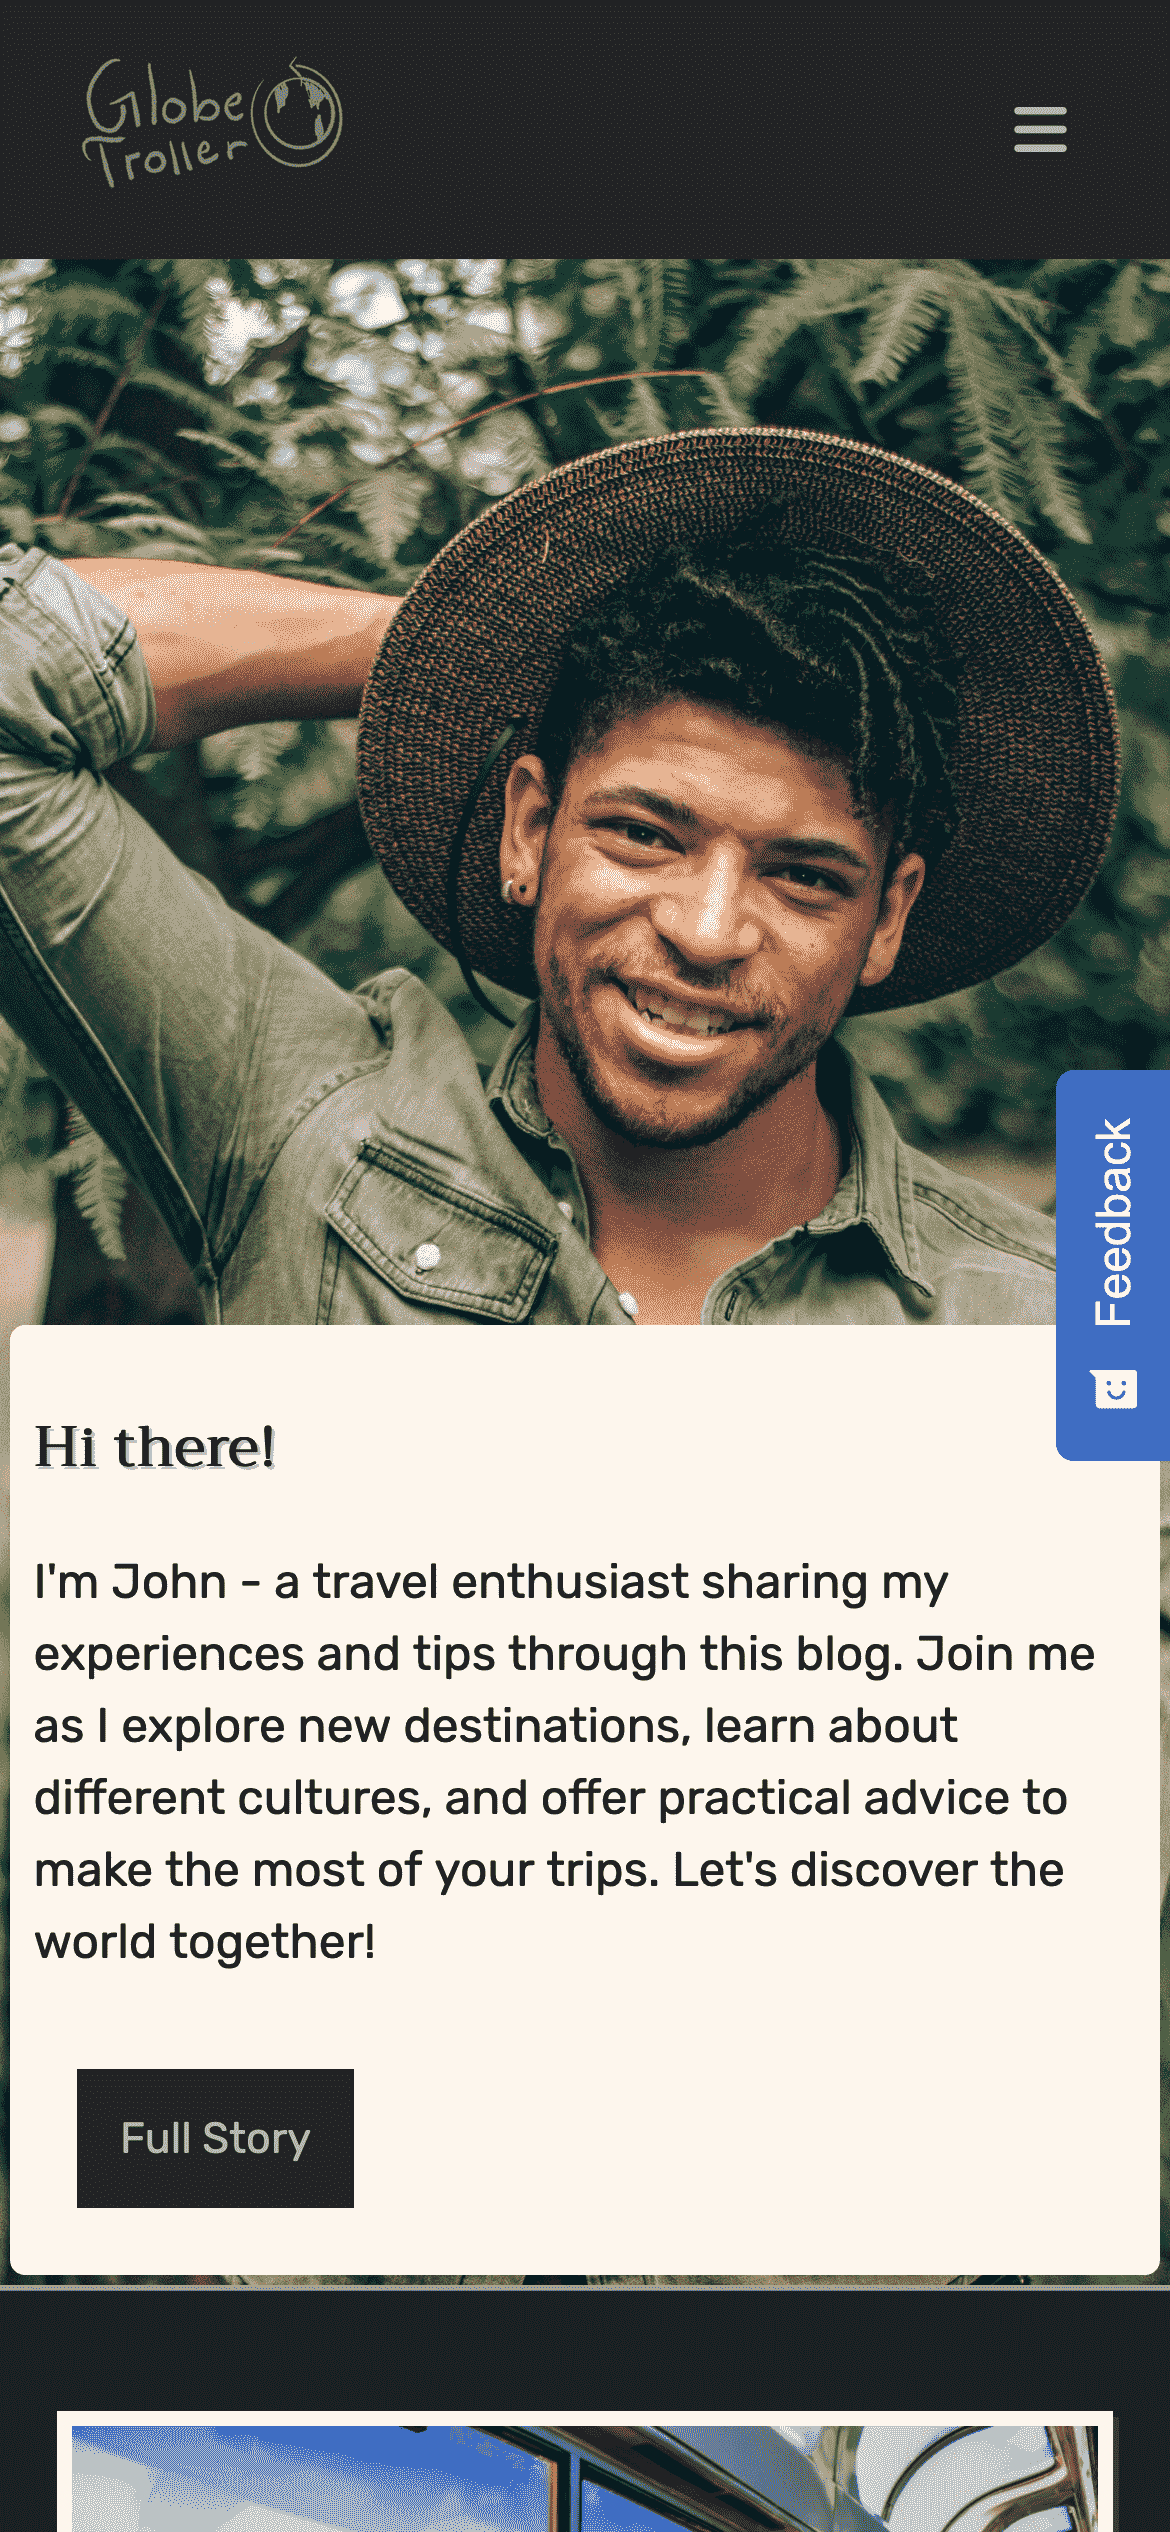 Globe
Troller
Feedback
Hi there!
I'm John - a travel enthusiast sharing my
experiences and tips through this blog. Join me
as I explore new destinations, learn about
different cultures, and offer practical advice to
make the most of your trips. Let's discover the
world together!
Full Story